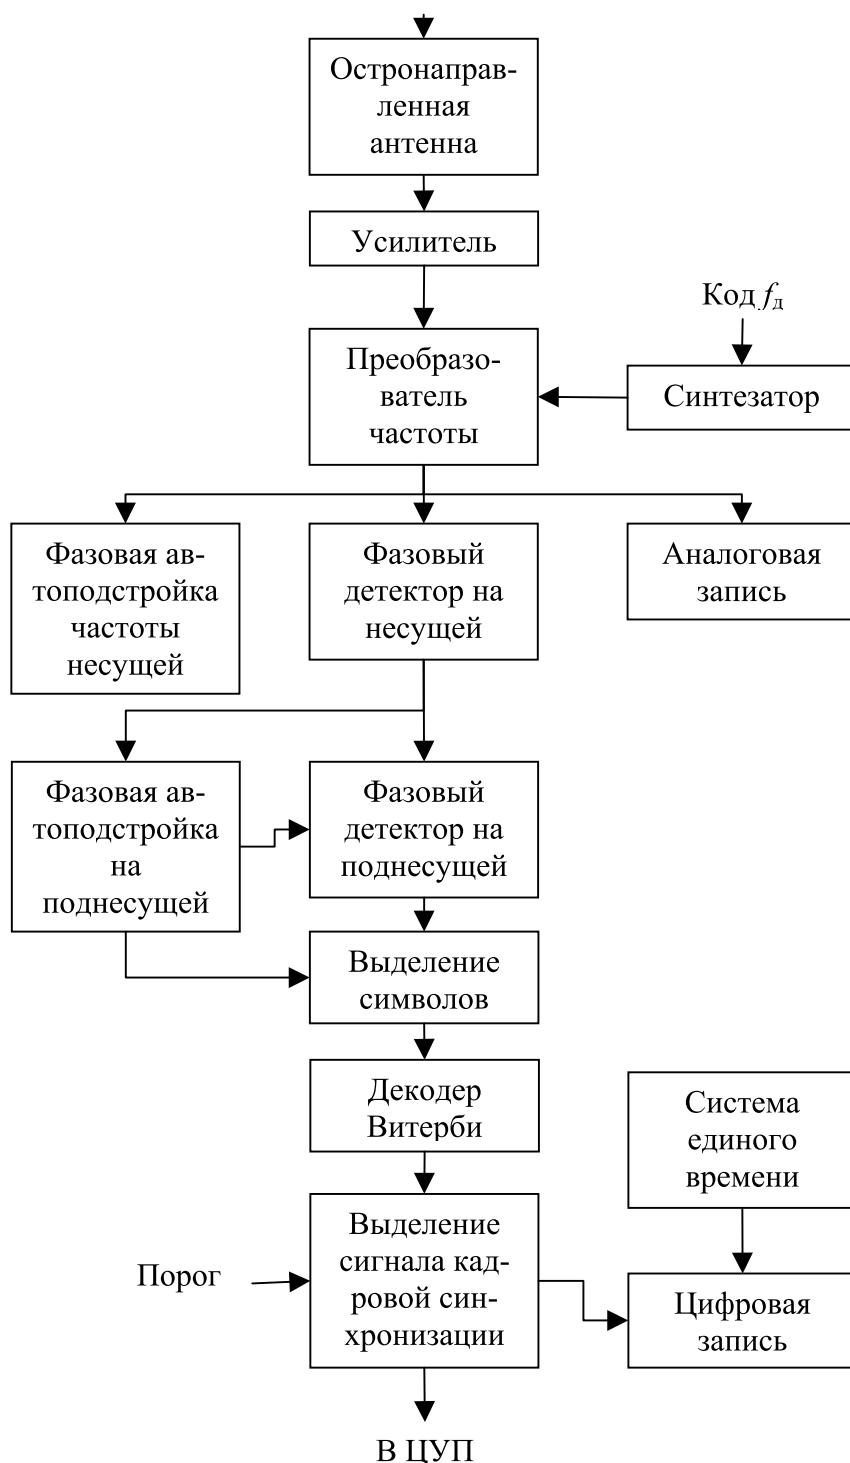 Остронаправ-
ленная
антенна
Усилитель
Код fд
Преобразо-
ватель
частоты
Синтезатор
Фазовая ав-
топодстройка
частоты
несущей
Фазовый
детектор на
несущей
Аналоговая
запись
Фазовая ав-
топодстройка
на
поднесущей
Фазовый
детектор на
поднесущей
Выделение
символов
Декодер
Витерби
Система
единого
времени
Порог
Выделение
сигнала кад-
ровой син-
хронизации
Цифровая
запись
В ЦУП